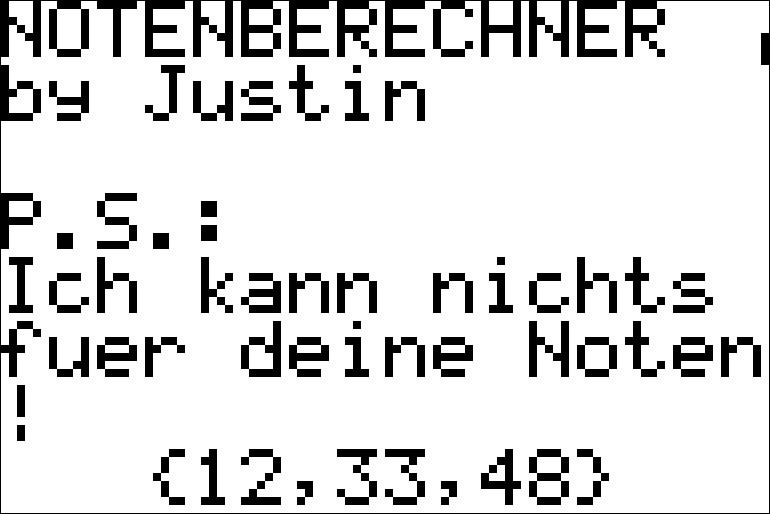 NOTENBERECHNER
by Justin
P.S.:
Ich kann nichts
fuer deine Noten
!
{12,33,48}